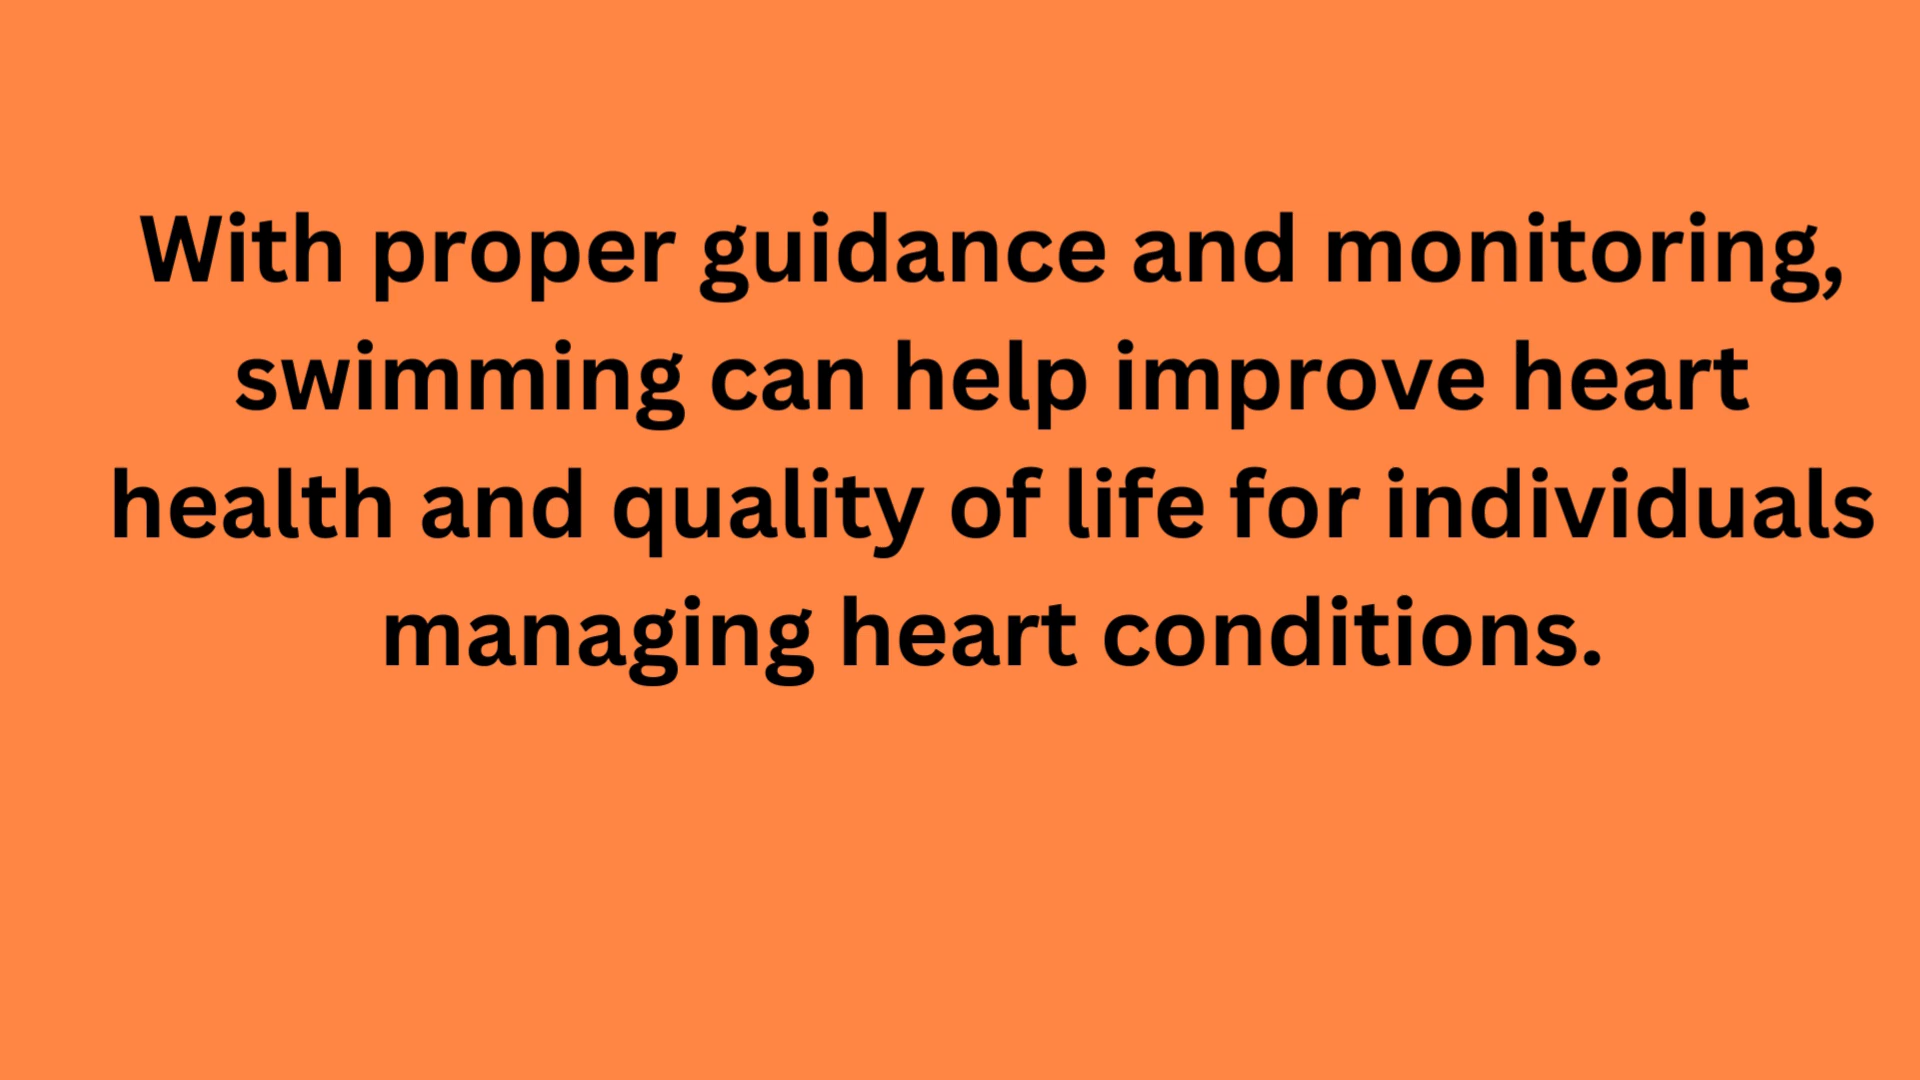 With proper guidance and monitoring,
swimming can help improve heart
health and quality of life for individuals
managing heart conditions.